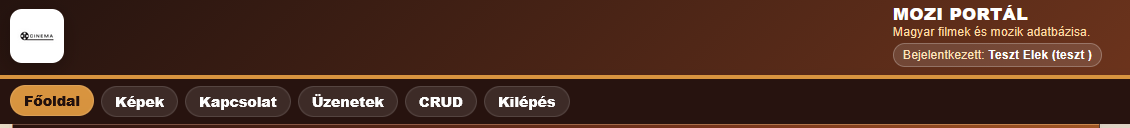 CINEMA
MOZI PORTÁL
Magyar filmek és mozik adatbázisa.
Bejelentkezett: Teszt Elek (teszt )
Főoldal Képek Kapcsolat Üzenetek CRUD Kilépés